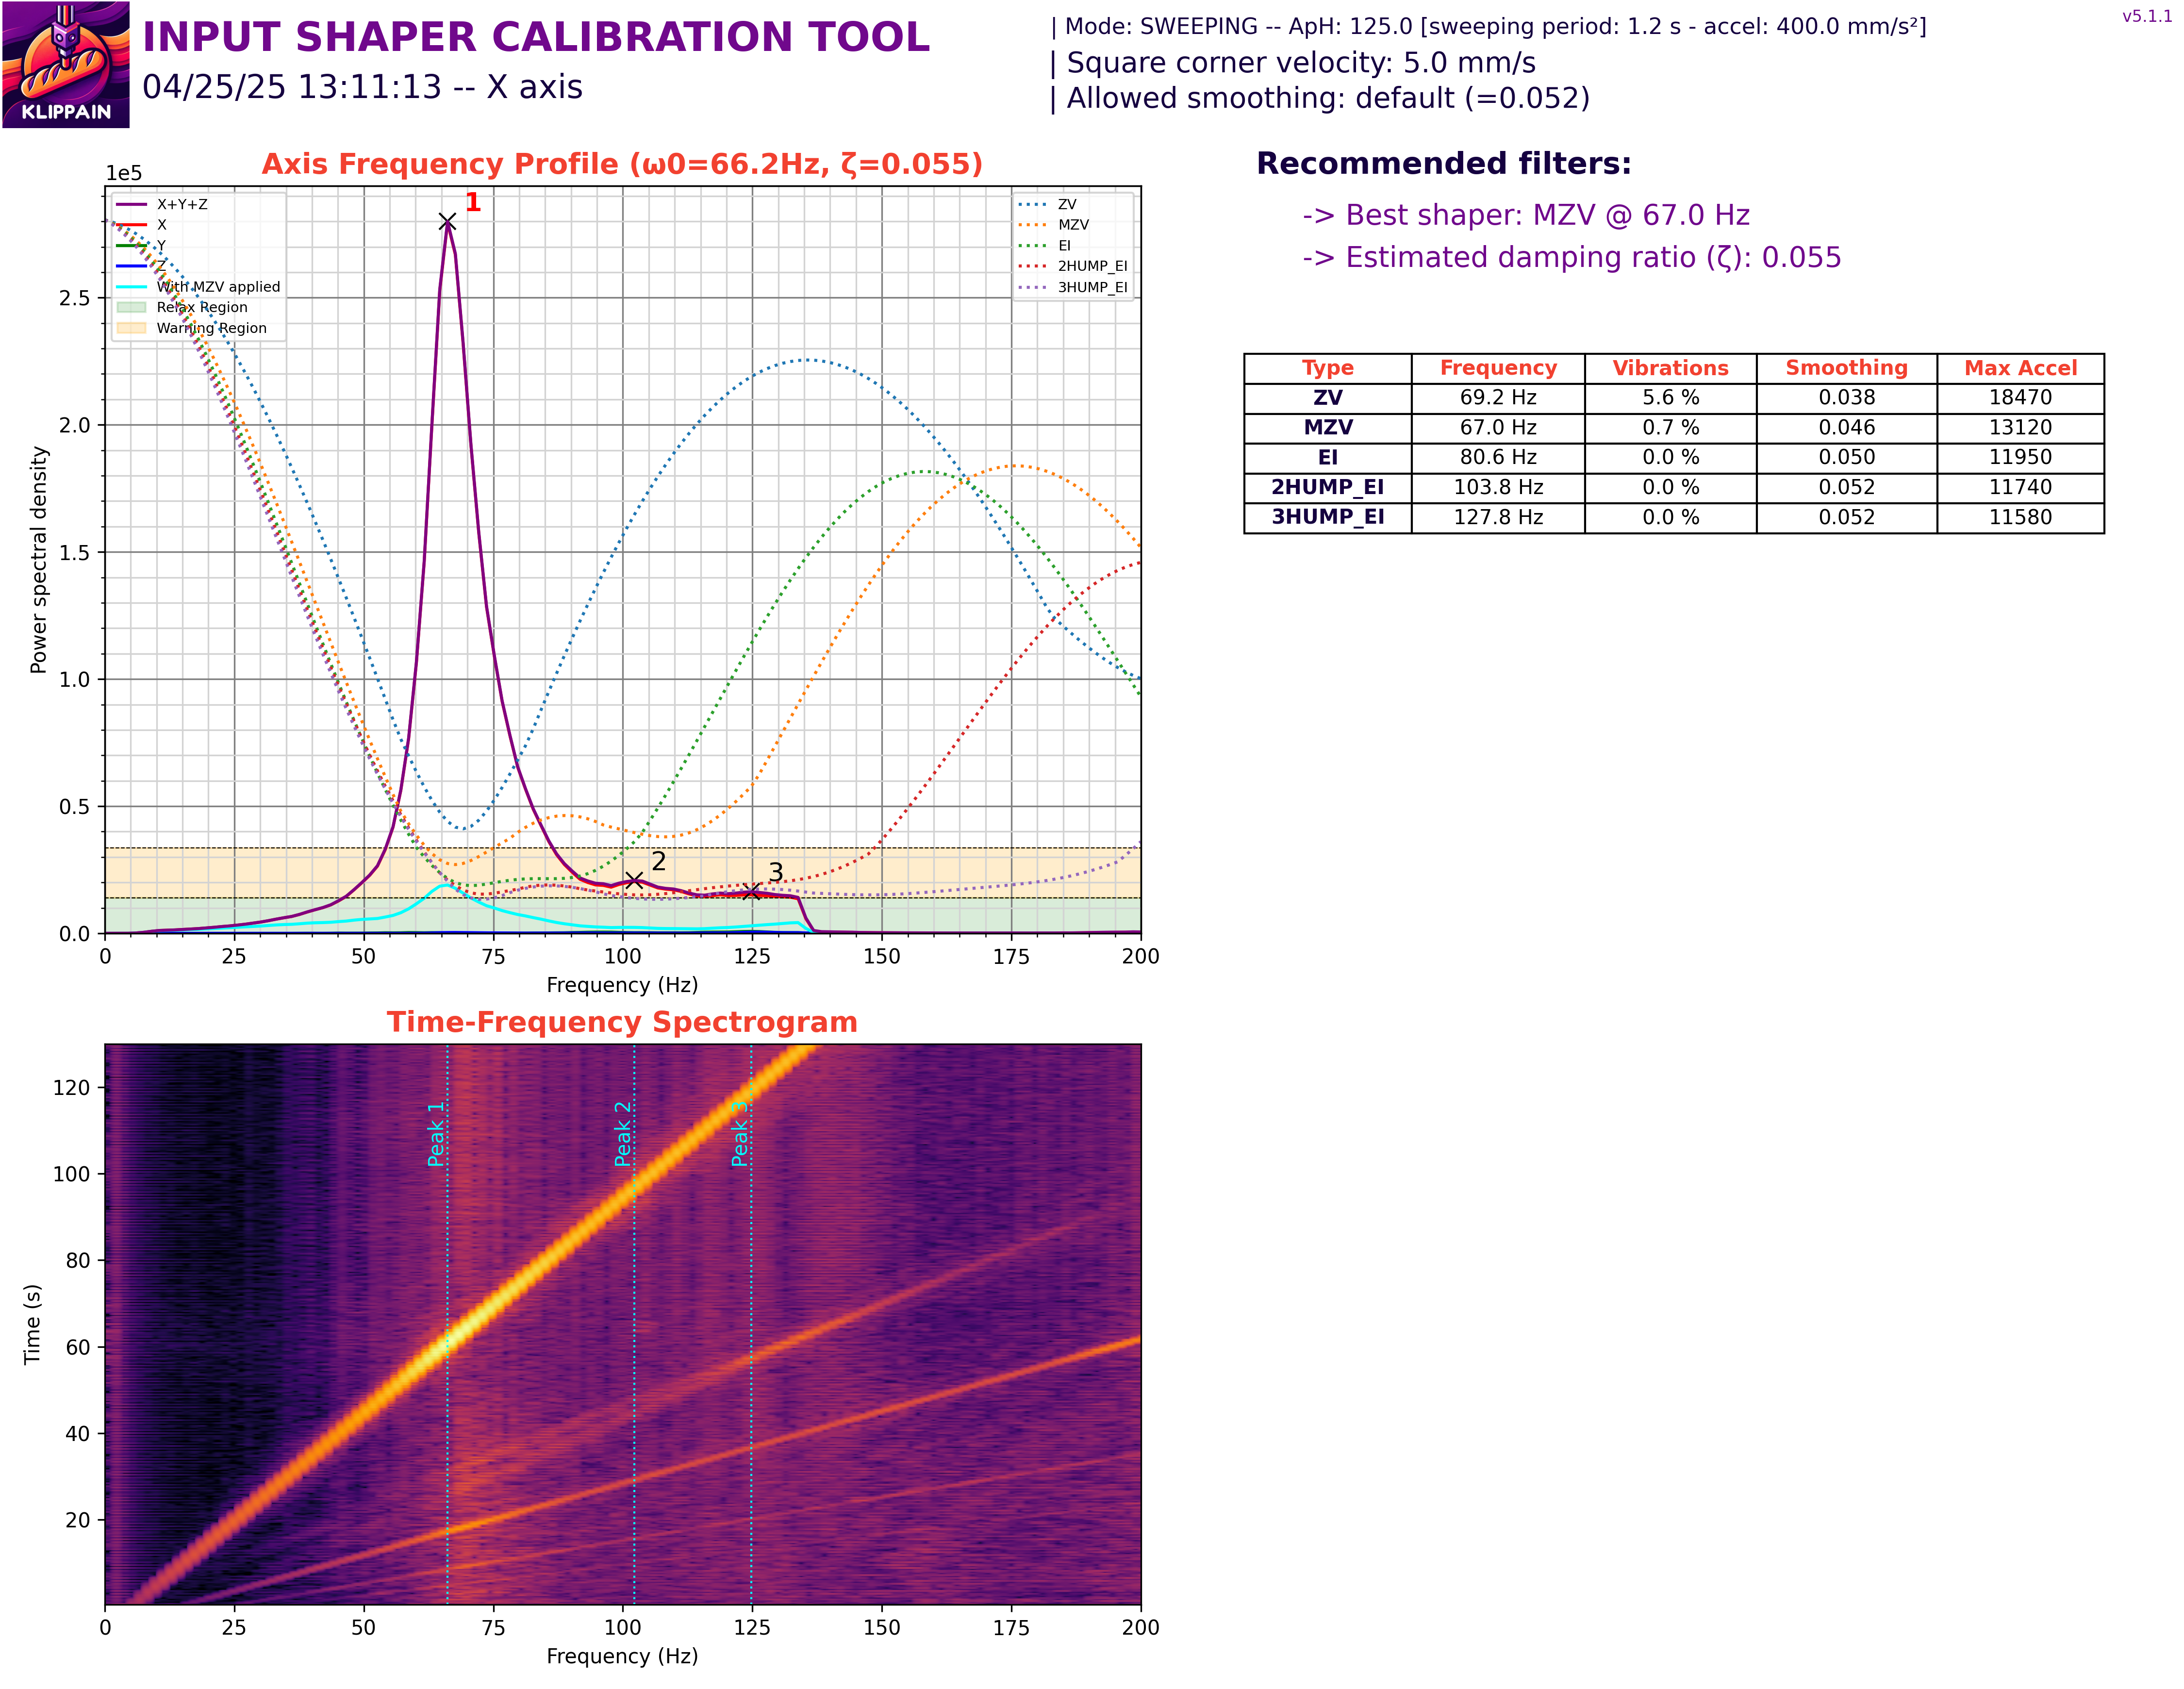 KLIPPAIN
INPUT SHAPER CALIBRATION TOOL
04/25/25 13:11:13 -- X axis
| Mode: SWEEPING -- ApH: 125.0 [sweeping period: 1.2 s - accel: 400.0 mm/s²]
| Square corner velocity: 5.0 mm/s
| Allowed smoothing: default (=0.052)
v5.1.1
Axis Frequency Profile (ω0=66.2Hz, ζ=0.055)
1e5
X+Y+Z
X
Y
Z
With MZV applied
Relax Region
Warning Region
ZV
MZV
EI
2HUMP_EI
3HUMP_EI
1
2
3
Power spectral density
2.5
2.0
1.5
1.0
0.5
0.0
0 25 50 75 100 125 150 175 200
Frequency (Hz)
Recommended filters:
-> Best shaper: MZV @ 67.0 Hz
-> Estimated damping ratio (ζ): 0.055
Type Frequency Vibrations Smoothing Max Accel
ZV 69.2 Hz 5.6 % 0.038 18470
MZV 67.0 Hz 0.7 % 0.046 13120
EI 80.6 Hz 0.0 % 0.050 11950
2HUMP_EI 103.8 Hz 0.0 % 0.052 11740
3HUMP_EI 127.8 Hz 0.0 % 0.052 11580
Time-Frequency Spectrogram
Time (s)
120
100
80
60
40
20
Peak 1
Peak 2
Peak 3
0 25 50 75 100 125 150 175 200
Frequency (Hz)